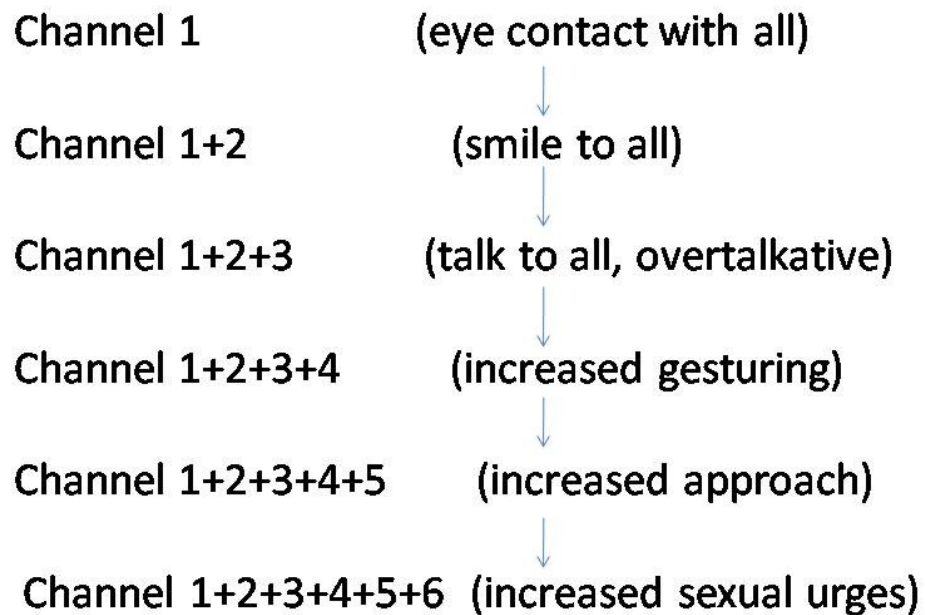 Channel 1 (eye contact with all)
Channel 1+2 (smile to all)
Channel 1+2+3 (talk to all, overtalkative)
Channel 1+2+3+4 (increased gesturing)
Channel 1+2+3+4+5 (increased approach)
Channel 1+2+3+4+5+6 (increased sexual urges)